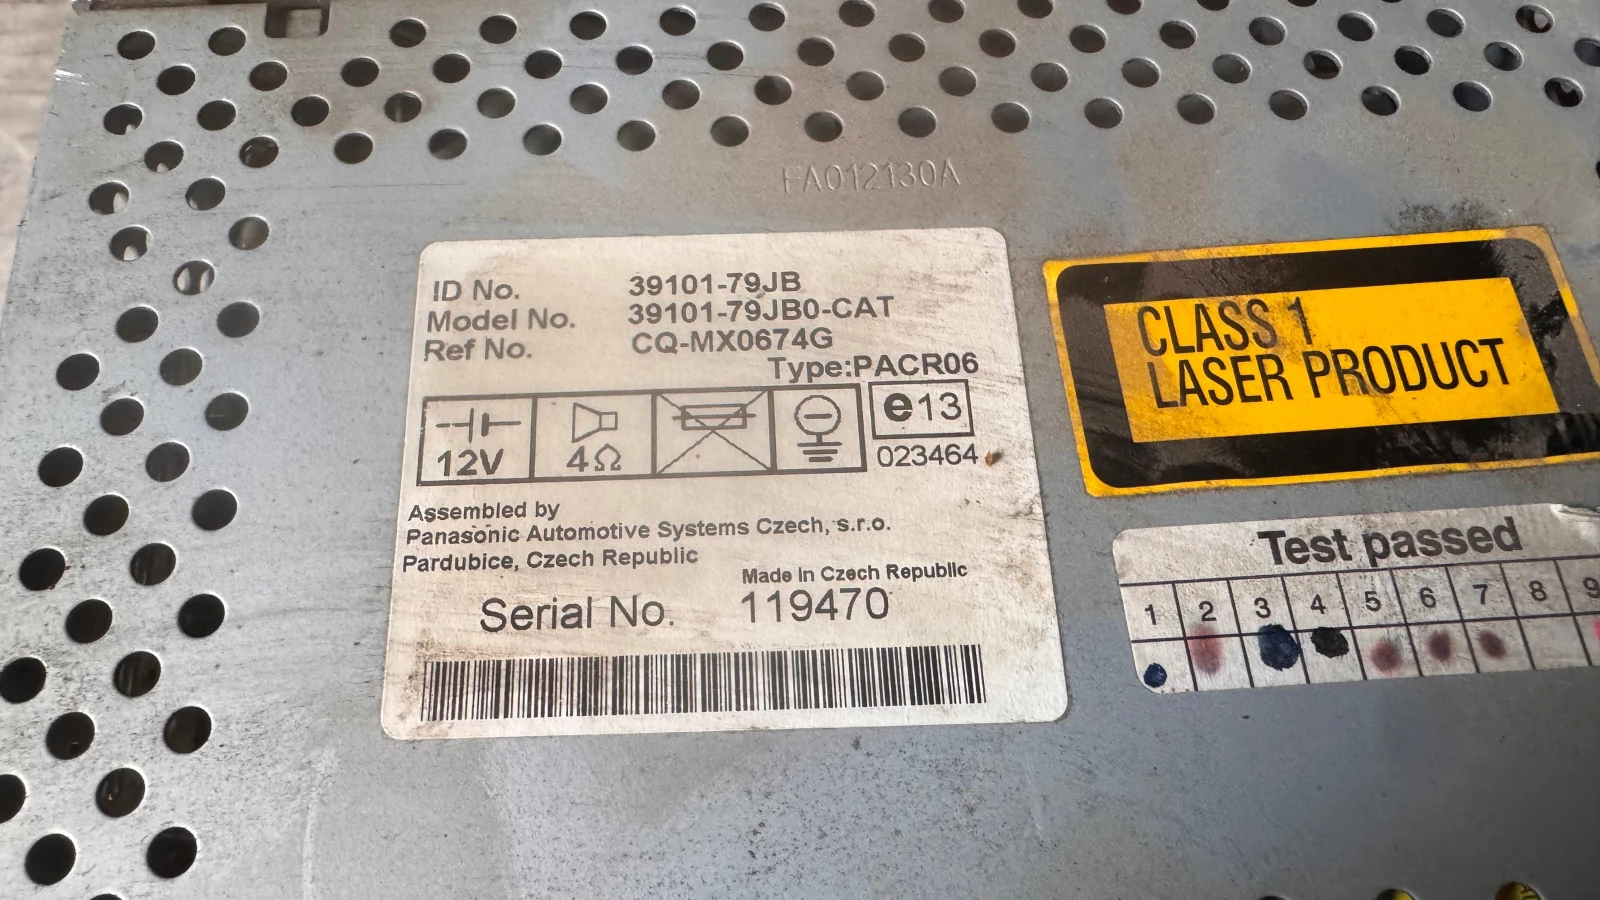 FA012130A
ID No. 39101-79JB
Model No. 39101-79JB0-CAT
Ref No. CQ-MX0674G
Type:PACR06
12V 4Ω e13
023464
Assembled by
Panasonic Automotive Systems Czech, s.r.o.
Pardubice, Czech Republic
Made in Czech Republic
Serial No. 119470
CLASS 1
LASER PRODUCT
Test passed
1 2 3 4 5 6 7 8 9